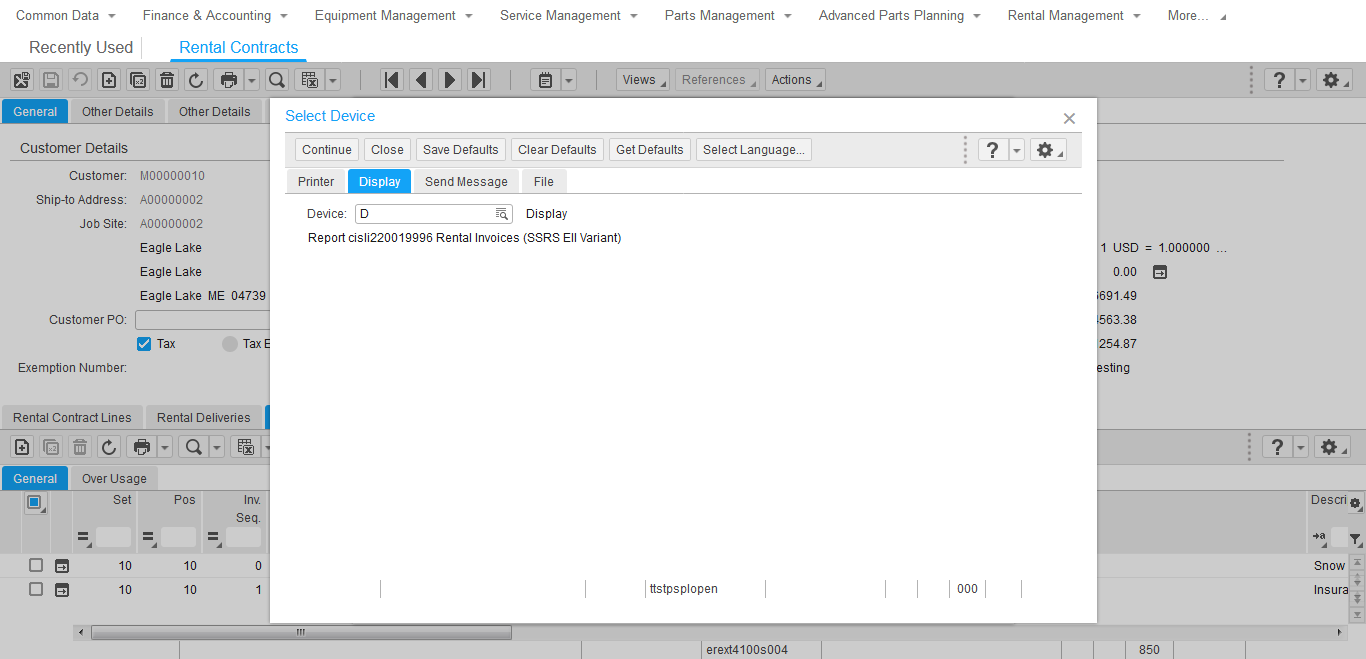 Common Data Finance & Accounting Equipment Management Service Management Parts Management Advanced Parts Planning Rental Management More...
Recently Used Rental Contracts
Views References Actions ?
General Other Details Other Details
Select Device
Continue Close Save Defaults Clear Defaults Get Defaults Select Language... ?
Printer Display Send Message File
Device: D Display
Report cisli220019996 Rental Invoices (SSRS Ell Variant)
Customer Details
Customer: M00000010
Ship-to Address: A00000002
Job Site: A00000002
Eagle Lake 1 USD = 1.000000 ...
Eagle Lake 0.00
Eagle Lake ME 04739 6691.49
Customer PO: 563.38
Tax Tax E 254.87
Exemption Number: esting
Rental Contract Lines Rental Deliveries
?
General Over Usage
Set Pos Inv. Seq. Descri
= = = →a
10 10 0 Snow
10 10 1 Insura
ttstpsplopen 000
erext4100s004 850